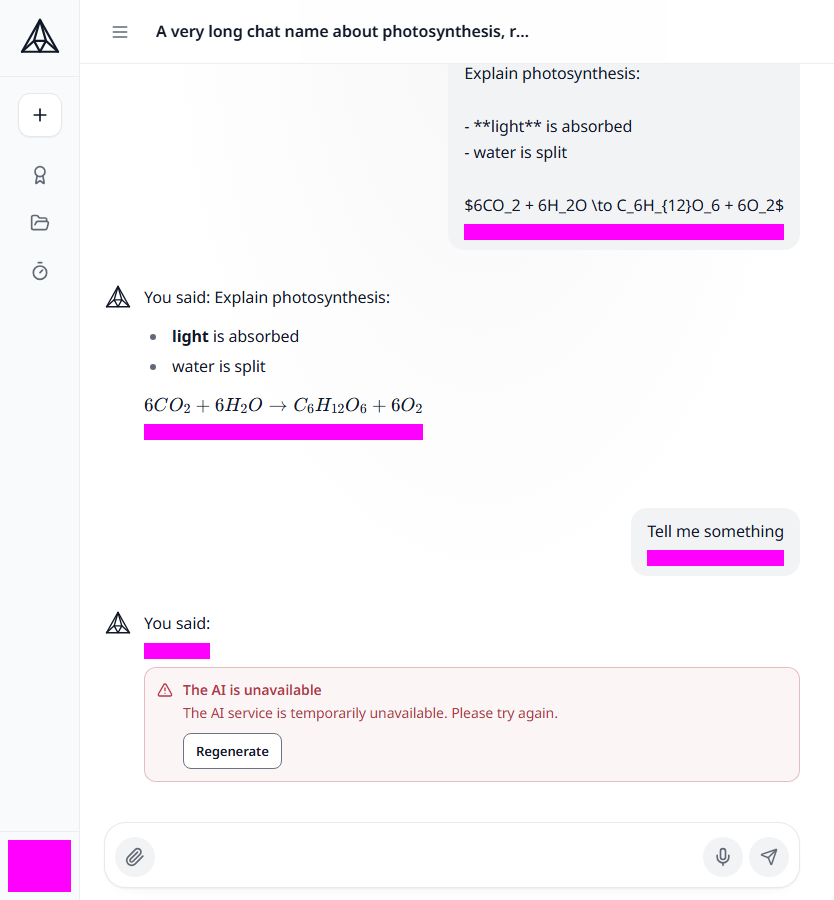 A very long chat name about photosynthesis, r...
Explain photosynthesis:
- **light** is absorbed
- water is split
$6CO_2 + 6H_2O \to C_6H_{12}O_6 + 6O_2$
You said: Explain photosynthesis:
• light is absorbed
• water is split
6CO₂ + 6H₂O → C₆H₁₂O₆ + 6O₂
Tell me something
You said:
The AI is unavailable
The AI service is temporarily unavailable. Please try again.
Regenerate